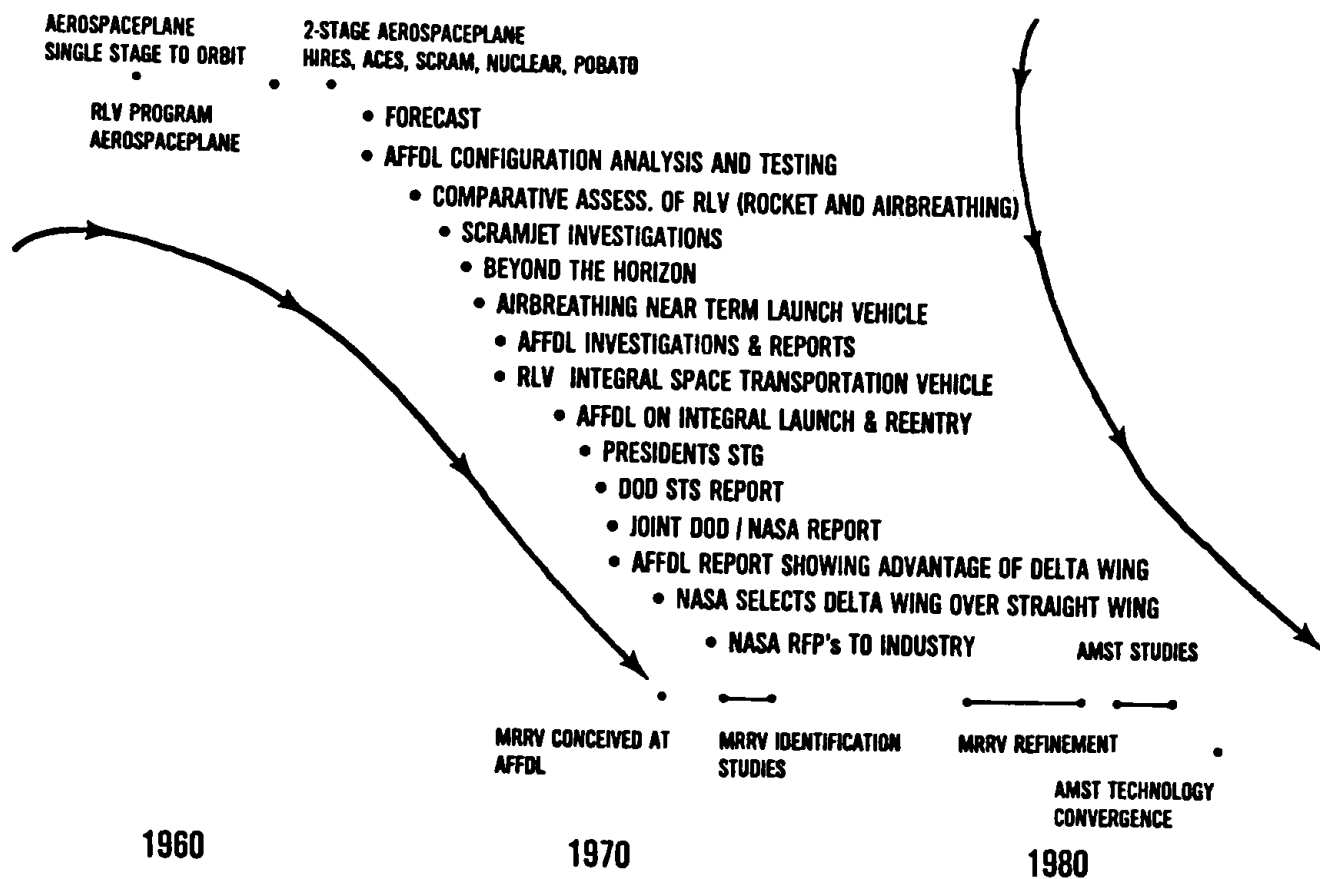 AEROSPACEPLANE
SINGLE STAGE TO ORBIT
2-STAGE AEROSPACEPLANE
HIRES, ACES, SCRAM, NUCLEAR, POBATO
RLV PROGRAM
AEROSPACEPLANE
• FORECAST
• AFFDL CONFIGURATION ANALYSIS AND TESTING
• COMPARATIVE ASSESS. OF RLV (ROCKET AND AIRBREATHING)
• SCRAMJET INVESTIGATIONS
• BEYOND THE HORIZON
• AIRBREATHING NEAR TERM LAUNCH VEHICLE
• AFFDL INVESTIGATIONS & REPORTS
• RLV INTEGRAL SPACE TRANSPORTATION VEHICLE
• AFFDL ON INTEGRAL LAUNCH & REENTRY
• PRESIDENTS STG
• DOD STS REPORT
• JOINT DOD / NASA REPORT
• AFFDL REPORT SHOWING ADVANTAGE OF DELTA WING
• NASA SELECTS DELTA WING OVER STRAIGHT WING
• NASA RFP's TO INDUSTRY
AMST STUDIES
MRRV CONCEIVED AT
AFFDL
MRRV IDENTIFICATION
STUDIES
MRRV REFINEMENT
AMST TECHNOLOGY
CONVERGENCE
1960
1970
1980